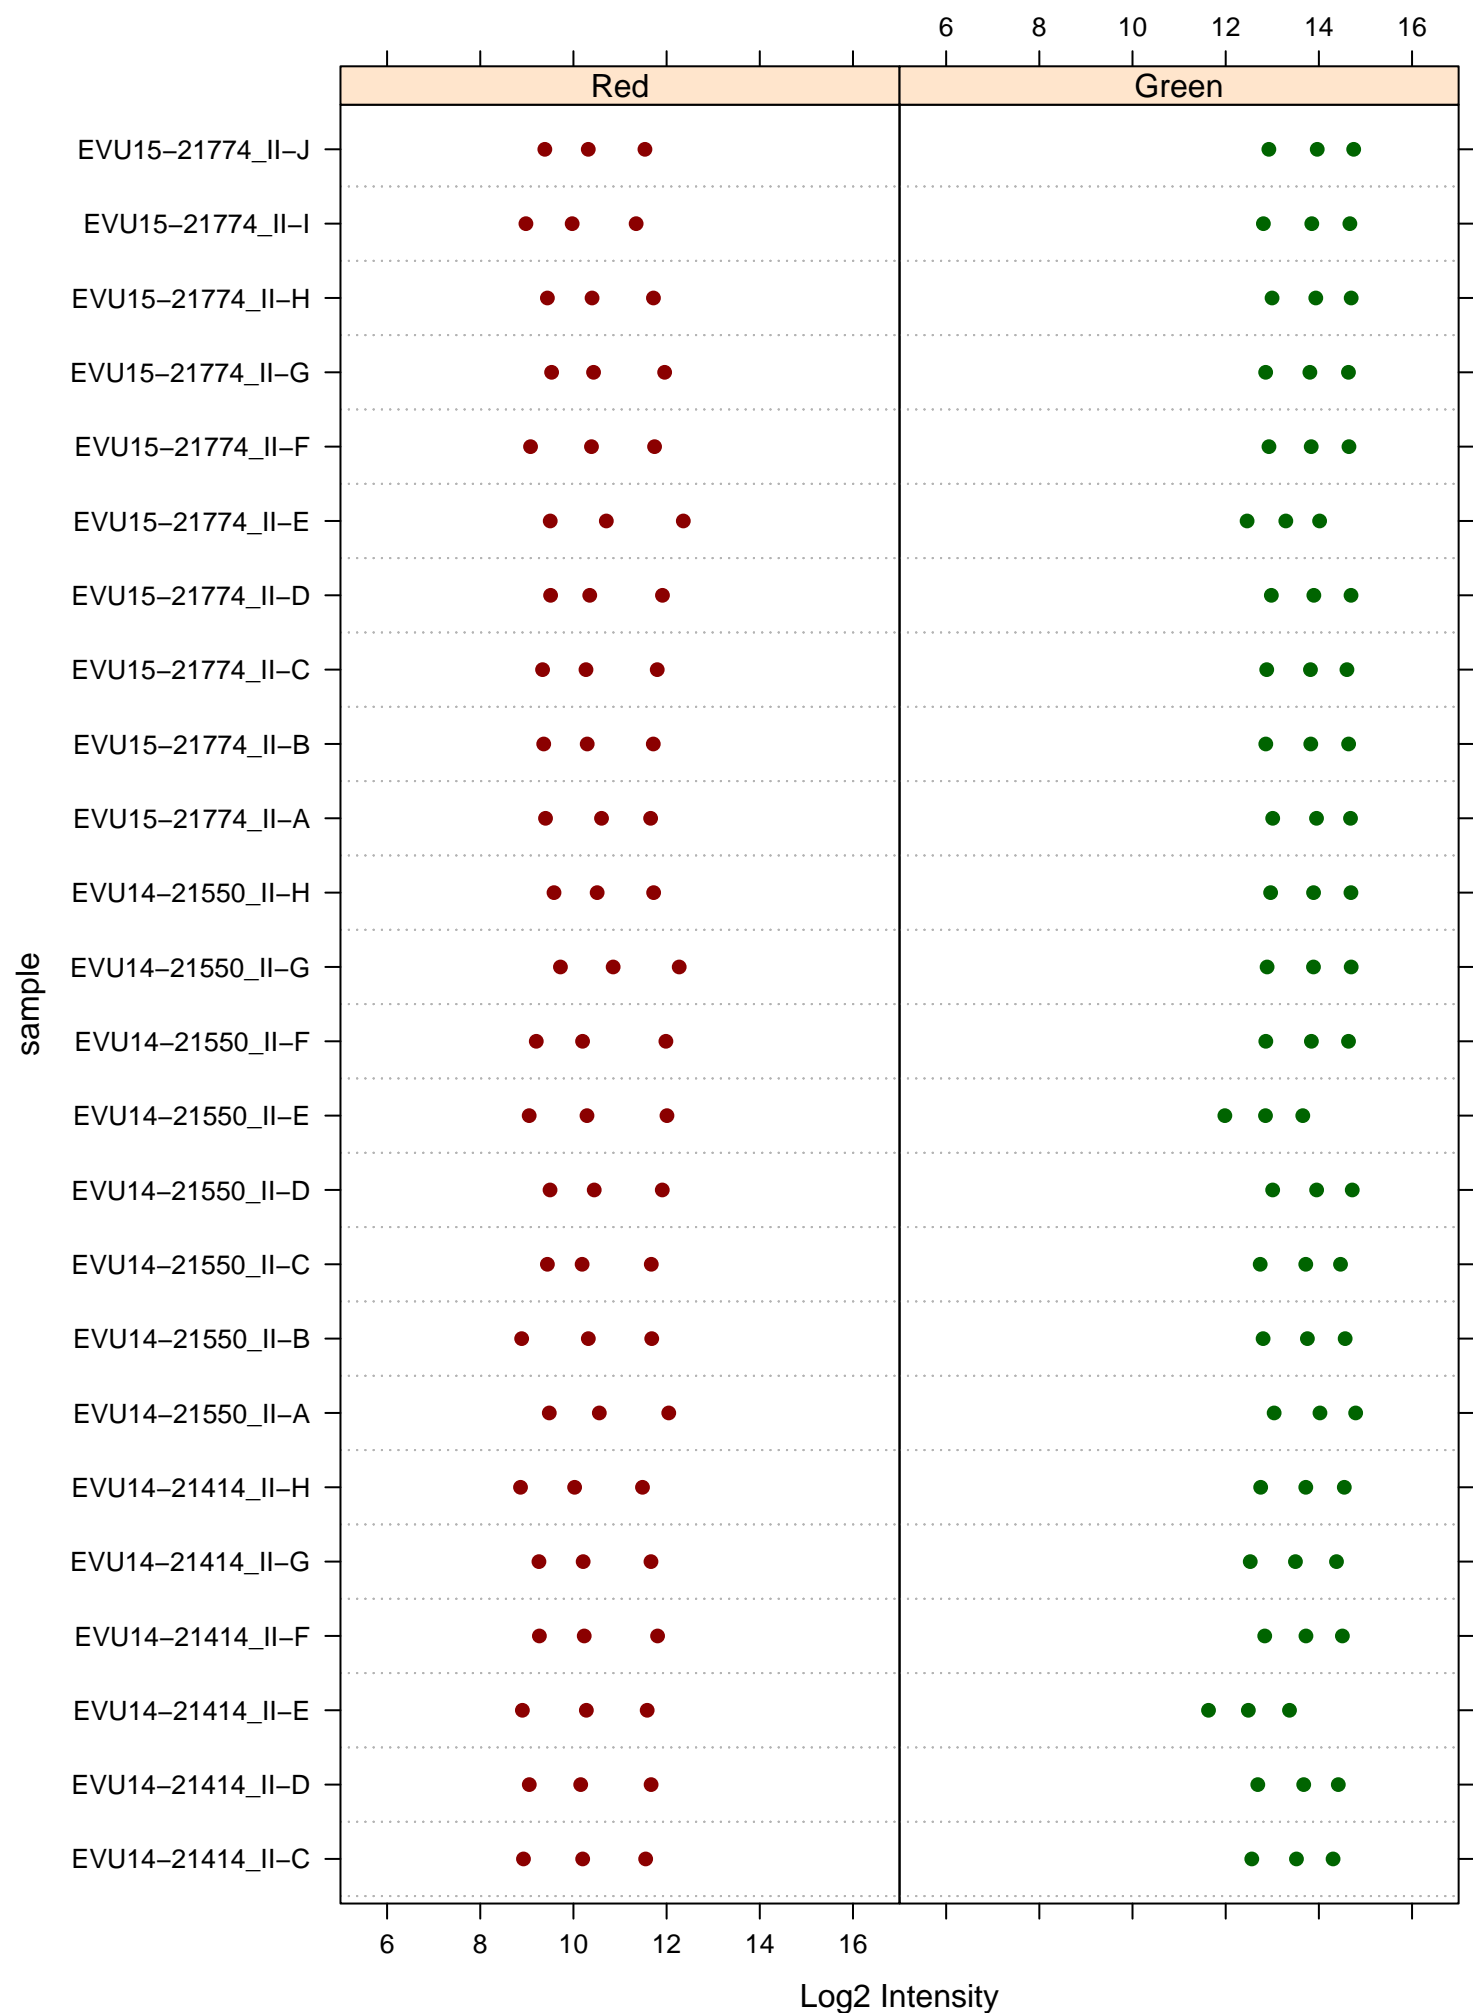 6 8 10 12 14 16
Red Green
EVU15−21774_II−J
EVU15−21774_II−I
EVU15−21774_II−H
EVU15−21774_II−G
EVU15−21774_II−F
EVU15−21774_II−E
EVU15−21774_II−D
EVU15−21774_II−C
EVU15−21774_II−B
EVU15−21774_II−A
EVU14−21550_II−H
EVU14−21550_II−G
EVU14−21550_II−F
EVU14−21550_II−E
EVU14−21550_II−D
EVU14−21550_II−C
EVU14−21550_II−B
EVU14−21550_II−A
EVU14−21414_II−H
EVU14−21414_II−G
EVU14−21414_II−F
EVU14−21414_II−E
EVU14−21414_II−D
EVU14−21414_II−C
sample
6 8 10 12 14 16
Log2 Intensity